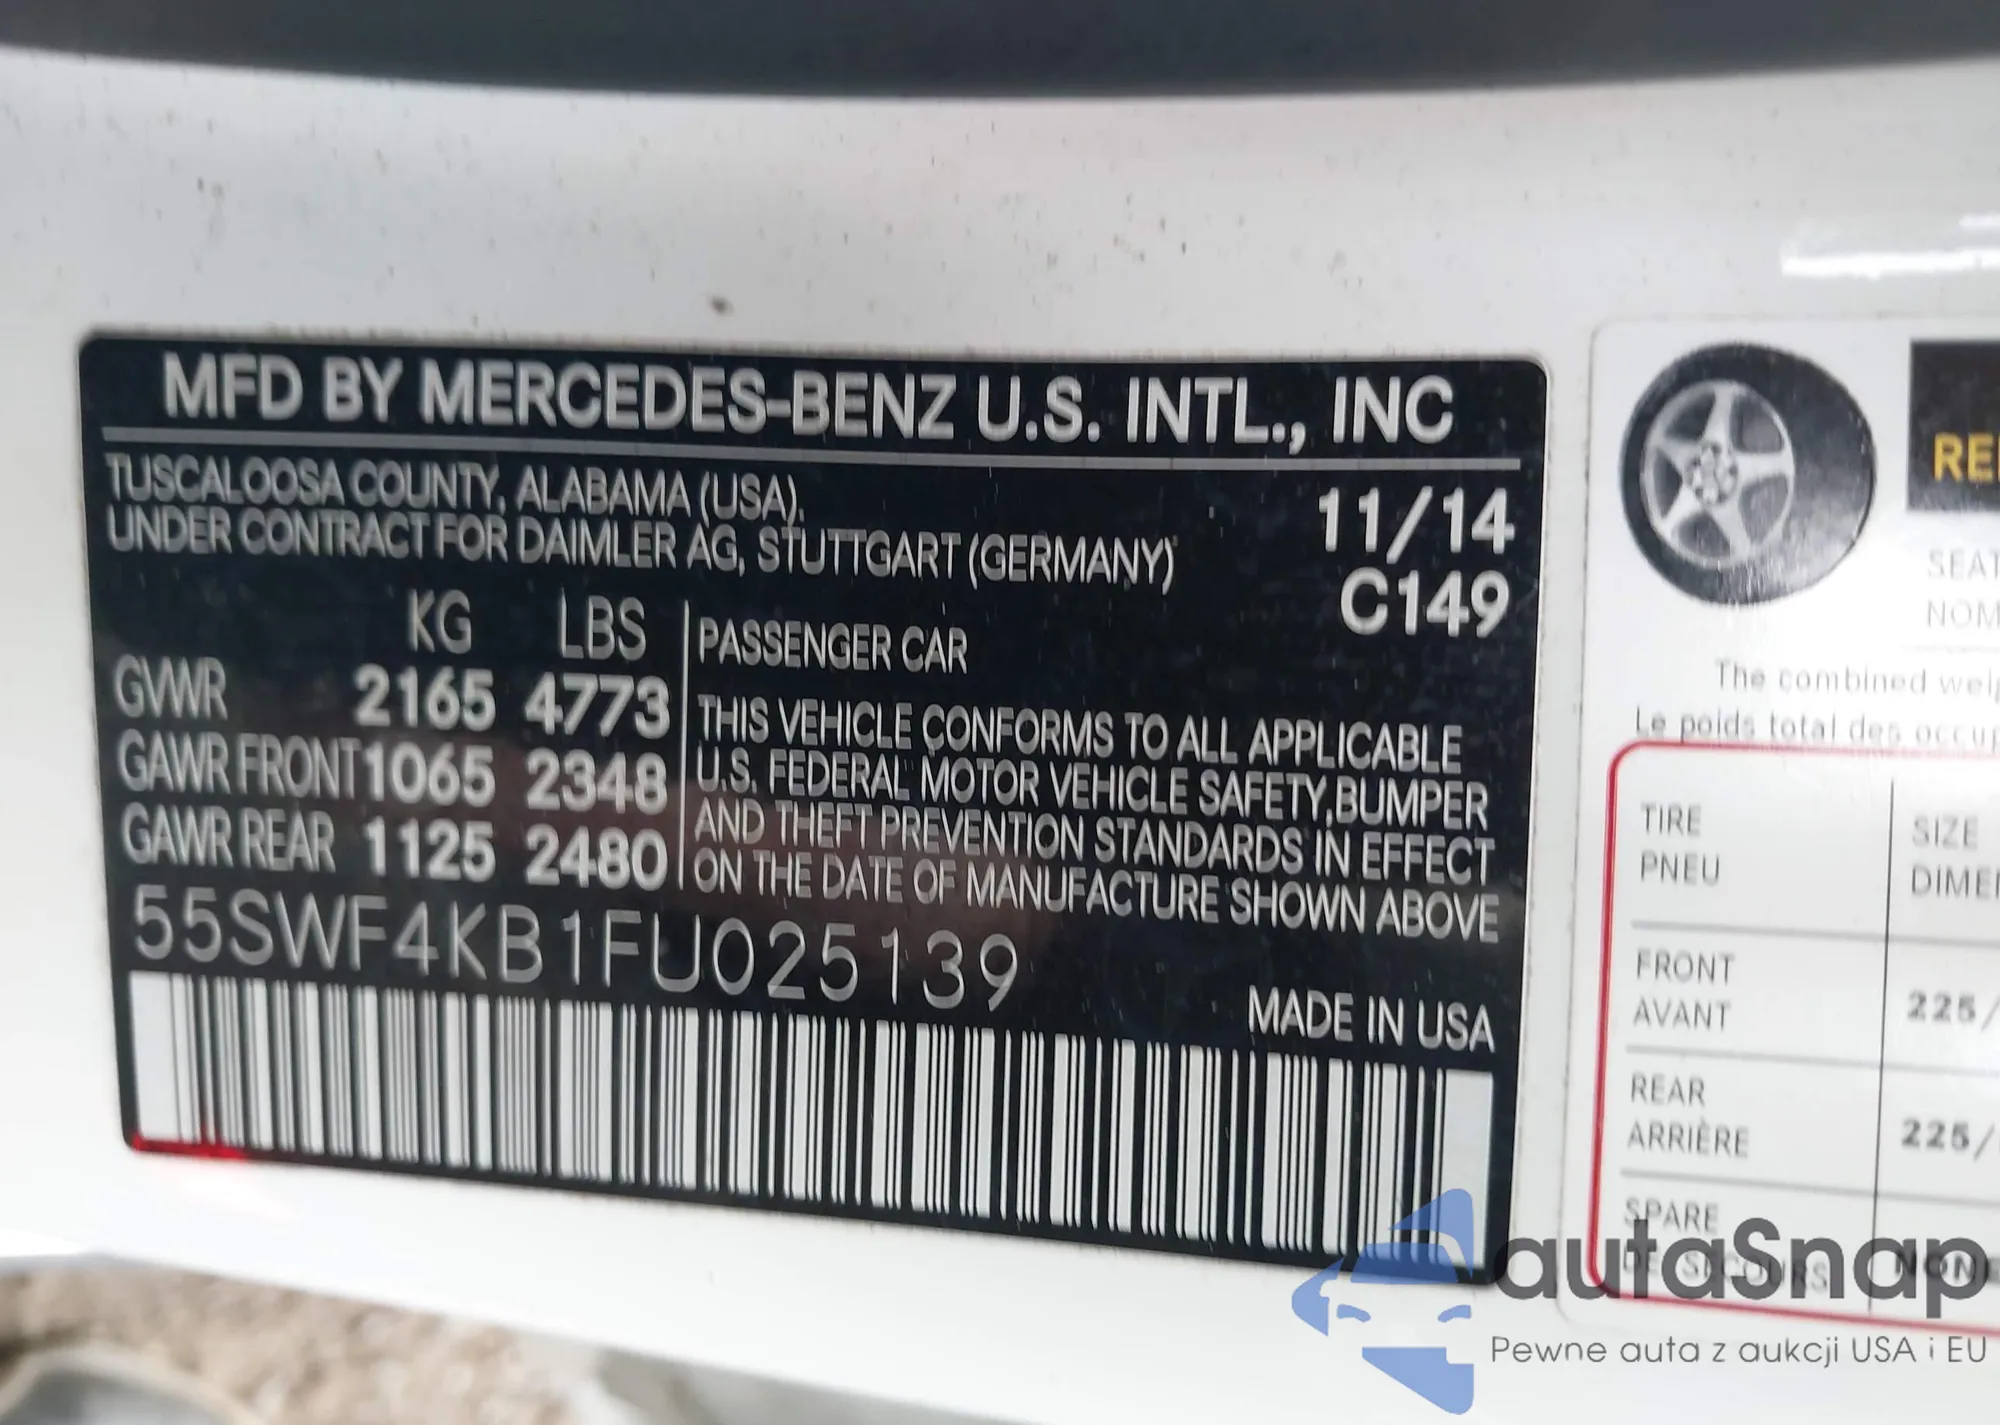 MFD BY MERCEDES-BENZ U.S. INTL., INC
TUSCALOOSA COUNTY, ALABAMA (USA),
UNDER CONTRACT FOR DAIMLER AG, STUTTGART (GERMANY)
11/14
C149
KG LBS
GVWR 2165 4773
GAWR FRONT 1065 2348
GAWR REAR 1125 2480
PASSENGER CAR
THIS VEHICLE CONFORMS TO ALL APPLICABLE
U.S. FEDERAL MOTOR VEHICLE SAFETY, BUMPER
AND THEFT PREVENTION STANDARDS IN EFFECT
ON THE DATE OF MANUFACTURE SHOWN ABOVE
55SWF4KB1FU025139
MADE IN USA
SEAT
The combined
Le poids total des
TIRE SIZE
PNEU
FRONT 225/
AVANT
REAR 225/
ARRIÈRE
SPARE NONE
DE SECOURS
autaSnap
Pewne auta z aukcji USA i EU